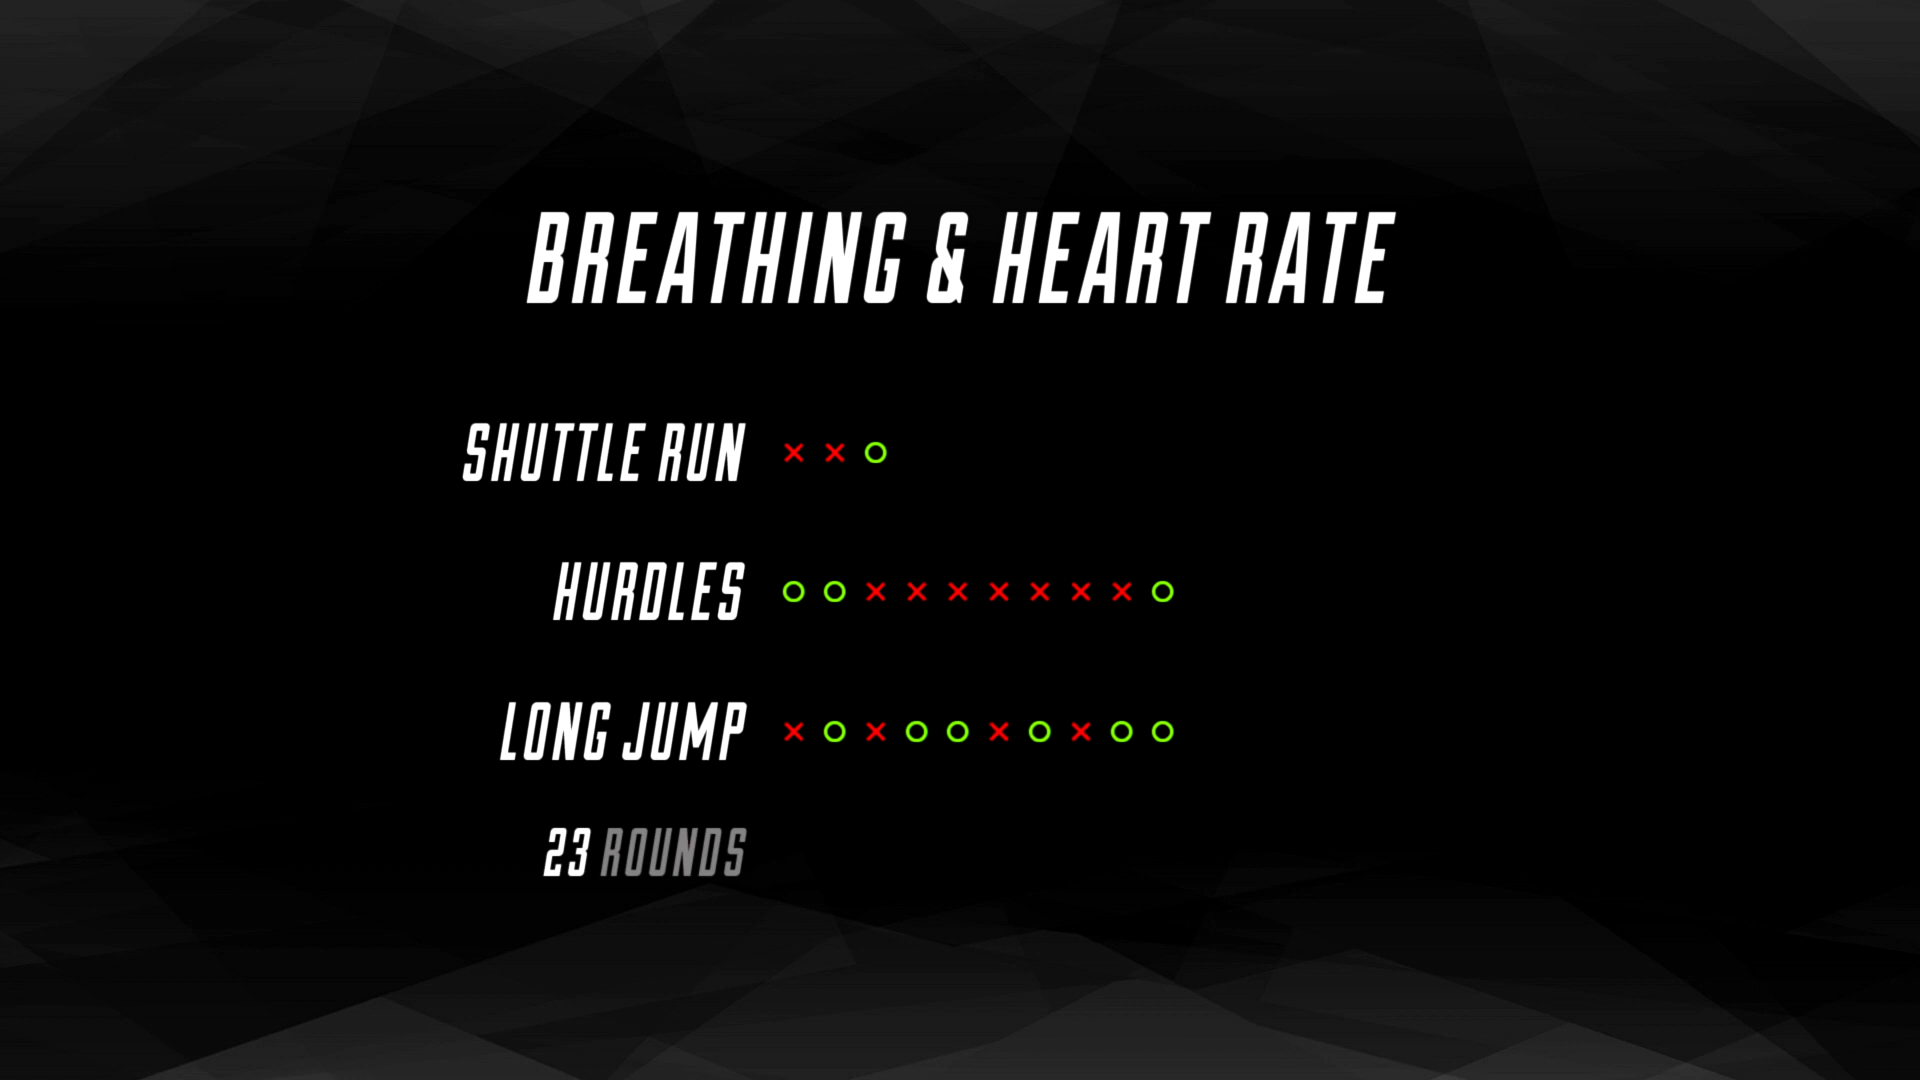 BREATHING & HEART RATE
SHUTTLE RUN × × ○
HURDLES ○ ○ × × × × × × × ○
LONG JUMP × ○ × ○ ○ × ○ × ○ ○
23 ROUNDS